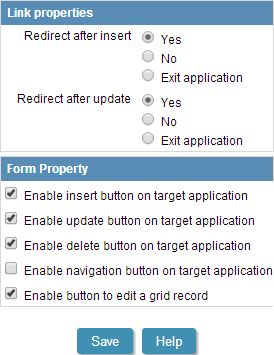 Link properties
Redirect after insert Yes
No
Exit application
Redirect after update Yes
No
Exit application
Form Property
Enable insert button on target application
Enable update button on target application
Enable delete button on target application
Enable navigation button on target application
Enable button to edit a grid record
Save Help